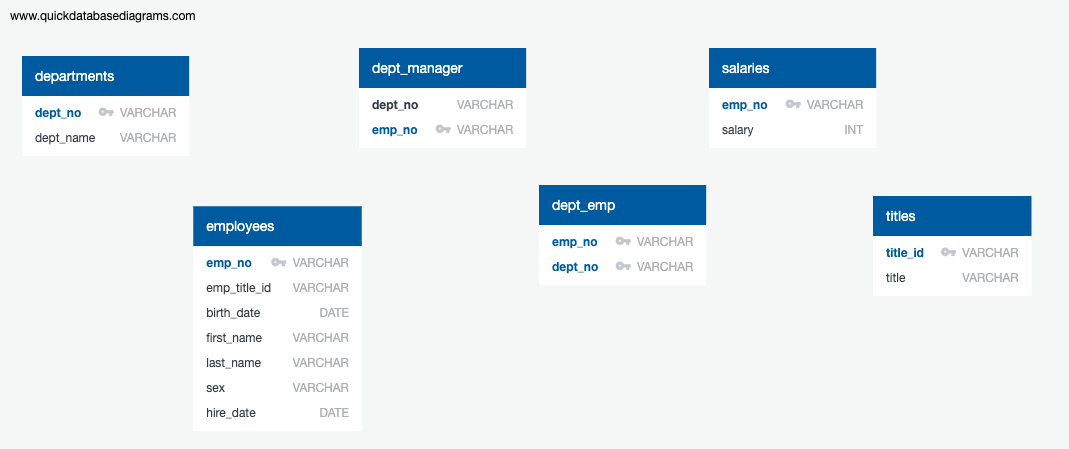 www.quickdatabasediagrams.com
departments
dept_no VARCHAR
dept_name VARCHAR
dept_manager
dept_no VARCHAR
emp_no VARCHAR
salaries
emp_no VARCHAR
salary INT
employees
emp_no VARCHAR
emp_title_id VARCHAR
birth_date DATE
first_name VARCHAR
last_name VARCHAR
sex VARCHAR
hire_date DATE
dept_emp
emp_no VARCHAR
dept_no VARCHAR
titles
title_id VARCHAR
title VARCHAR